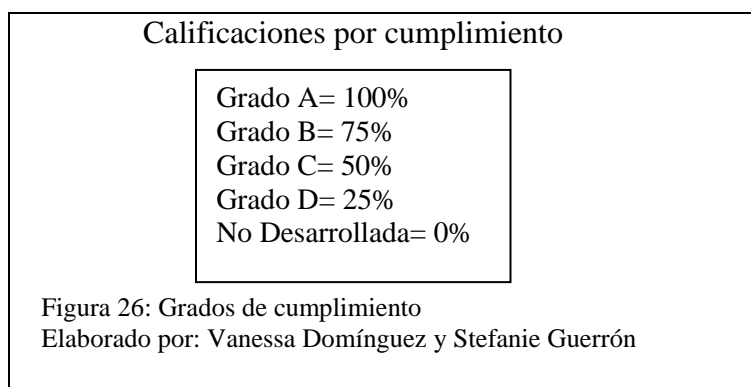 Calificaciones por cumplimiento
Grado A= 100%
Grado B= 75%
Grado C= 50%
Grado D= 25%
No Desarrollada= 0%
Figura 26: Grados de cumplimiento
Elaborado por: Vanessa Domínguez y Stefanie Guerrón